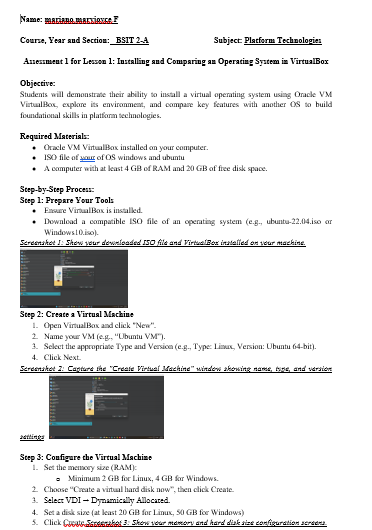 Name: mariano,maryjoyce.F
Course, Year and Section: BSIT 2-A Subject: Platform Technologies
Assessment 1 for Lesson 1: Installing and Comparing an Operating System in VirtualBox
Objective:
Students will demonstrate their ability to install a virtual operating system using Oracle VM
VirtualBox, explore its environment, and compare key features with another OS to build
foundational skills in platform technologies.
Required Materials:
• Oracle VM VirtualBox installed on your computer.
• ISO file of your of OS windows and ubuntu
• A computer with at least 4 GB of RAM and 20 GB of free disk space.
Step-by-Step Process:
Step 1: Prepare Your Tools
• Ensure VirtualBox is installed.
• Download a compatible ISO file of an operating system (e.g., ubuntu-22.04.iso or
Windows10.iso).
Screenshot 1: Show your downloaded ISO file and VirtualBox installed on your machine.
Step 2: Create a Virtual Machine
1. Open VirtualBox and click "New".
2. Name your VM (e.g., “Ubuntu VM”).
3. Select the appropriate Type and Version (e.g., Type: Linux, Version: Ubuntu 64-bit).
4. Click Next.
Screenshot 2: Capture the "Create Virtual Machine" window showing name, type, and version
settings
Step 3: Configure the Virtual Machine
1. Set the memory size (RAM):
o Minimum 2 GB for Linux, 4 GB for Windows.
2. Choose “Create a virtual hard disk now”, then click Create.
3. Select VDI → Dynamically Allocated.
4. Set a disk size (at least 20 GB for Linux, 50 GB for Windows)
5. Click Create.Screenshot 3: Show your memory and hard disk size configuration screens.